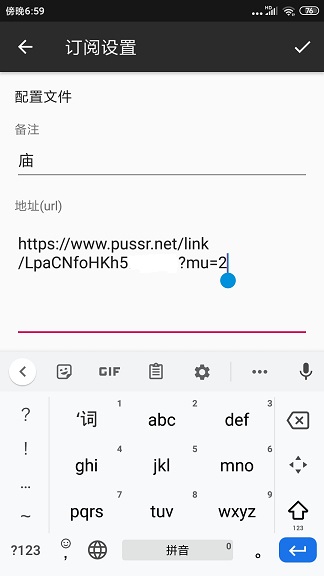 傍晚6:59
HD
76
订阅设置
配置文件
备注
庙
地址(url)
https://www.pussr.net/link
/LpaCNfoHKh5 ?mu=2
GIF
? '词 1 abc 2 def 3
! ghi 4 jkl 5 mno 6
... pqrs 7 tuv 8 wxyz 9
~ 123
?123 , 拼音 0 。